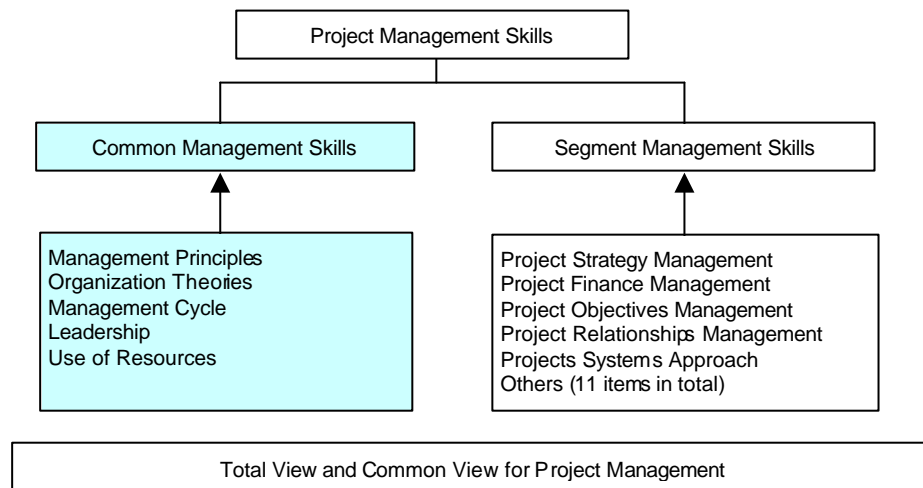 Project Management Skills
Common Management Skills
Segment Management Skills
Management Principles
Organization Theories
Management Cycle
Leadership
Use of Resources
Project Strategy Management
Project Finance Management
Project Objectives Management
Project Relationships Management
Projects Systems Approach
Others (11 items in total)
Total View and Common View for Project Management